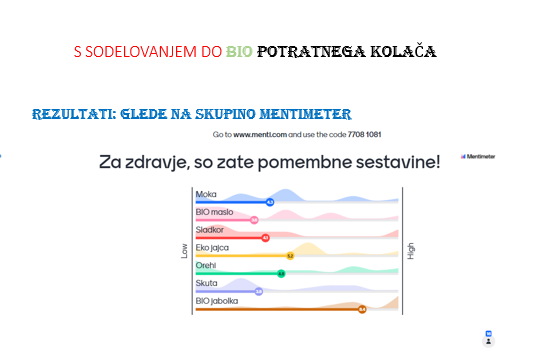 S SODELOVANJEM DO BIO POTRATNEGA KOLAČA
REZULTATI: GLEDE NA SKUPINO MENTIMETER
Go to www.menti.com and use the code 7708 1081
Za zdravje, so zate pomembne sestavine!
Mentimeter
Moka
BIO maslo
Sladkor
Eko jajca
Orehi
Skuta
BIO jabolka
Low
High